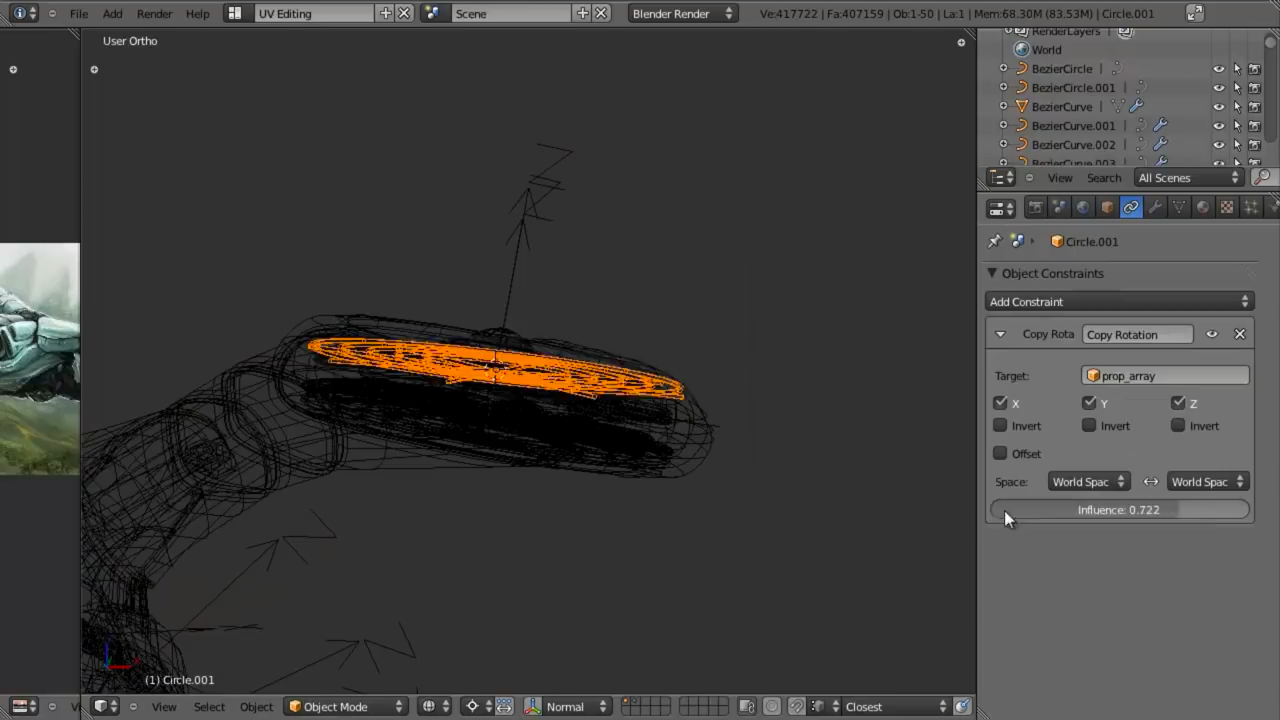 File Add Render Help UV Editing Scene Blender Render Ve:417722 | Fa:407159 | Ob:1-50 | La:1 | Mem:68.30M (83.53M) | Circle.001
User Ortho
RenderLayers
World
BezierCircle
BezierCircle.001
BezierCurve
BezierCurve.001
BezierCurve.002
BezierCurve.003
View Search All Scenes
Circle.001
Object Constraints
Add Constraint
Copy Rota Copy Rotation
Target: prop_array
X Y Z
Invert Invert Invert
Offset
Space: World Spac World Spac
Influence: 0.722
(1) Circle.001
Vi View Select Object Object Mode Normal Closest